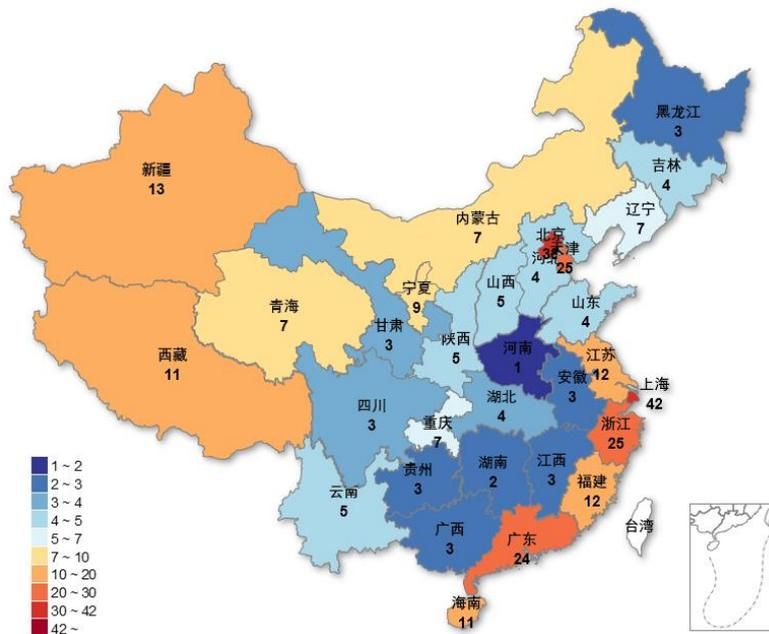 黑龙江
3
吉林
4
新疆
13
辽宁
7
内蒙古
7
北京
38
天津
25
河北
4
山西
5
宁夏
9
青海
7
山东
4
甘肃
3
陕西
5
西藏
11
河南
1
江苏
12
安徽
3
上海
42
四川
3
湖北
4
重庆
7
浙江
25
贵州
3
湖南
2
江西
3
福建
12
云南
5
广西
3
广东
24
台湾
海南
11
1 ~ 2
2 ~ 3
3 ~ 4
4 ~ 5
5 ~ 7
7 ~ 10
10 ~ 20
20 ~ 30
30 ~ 42
42 ~